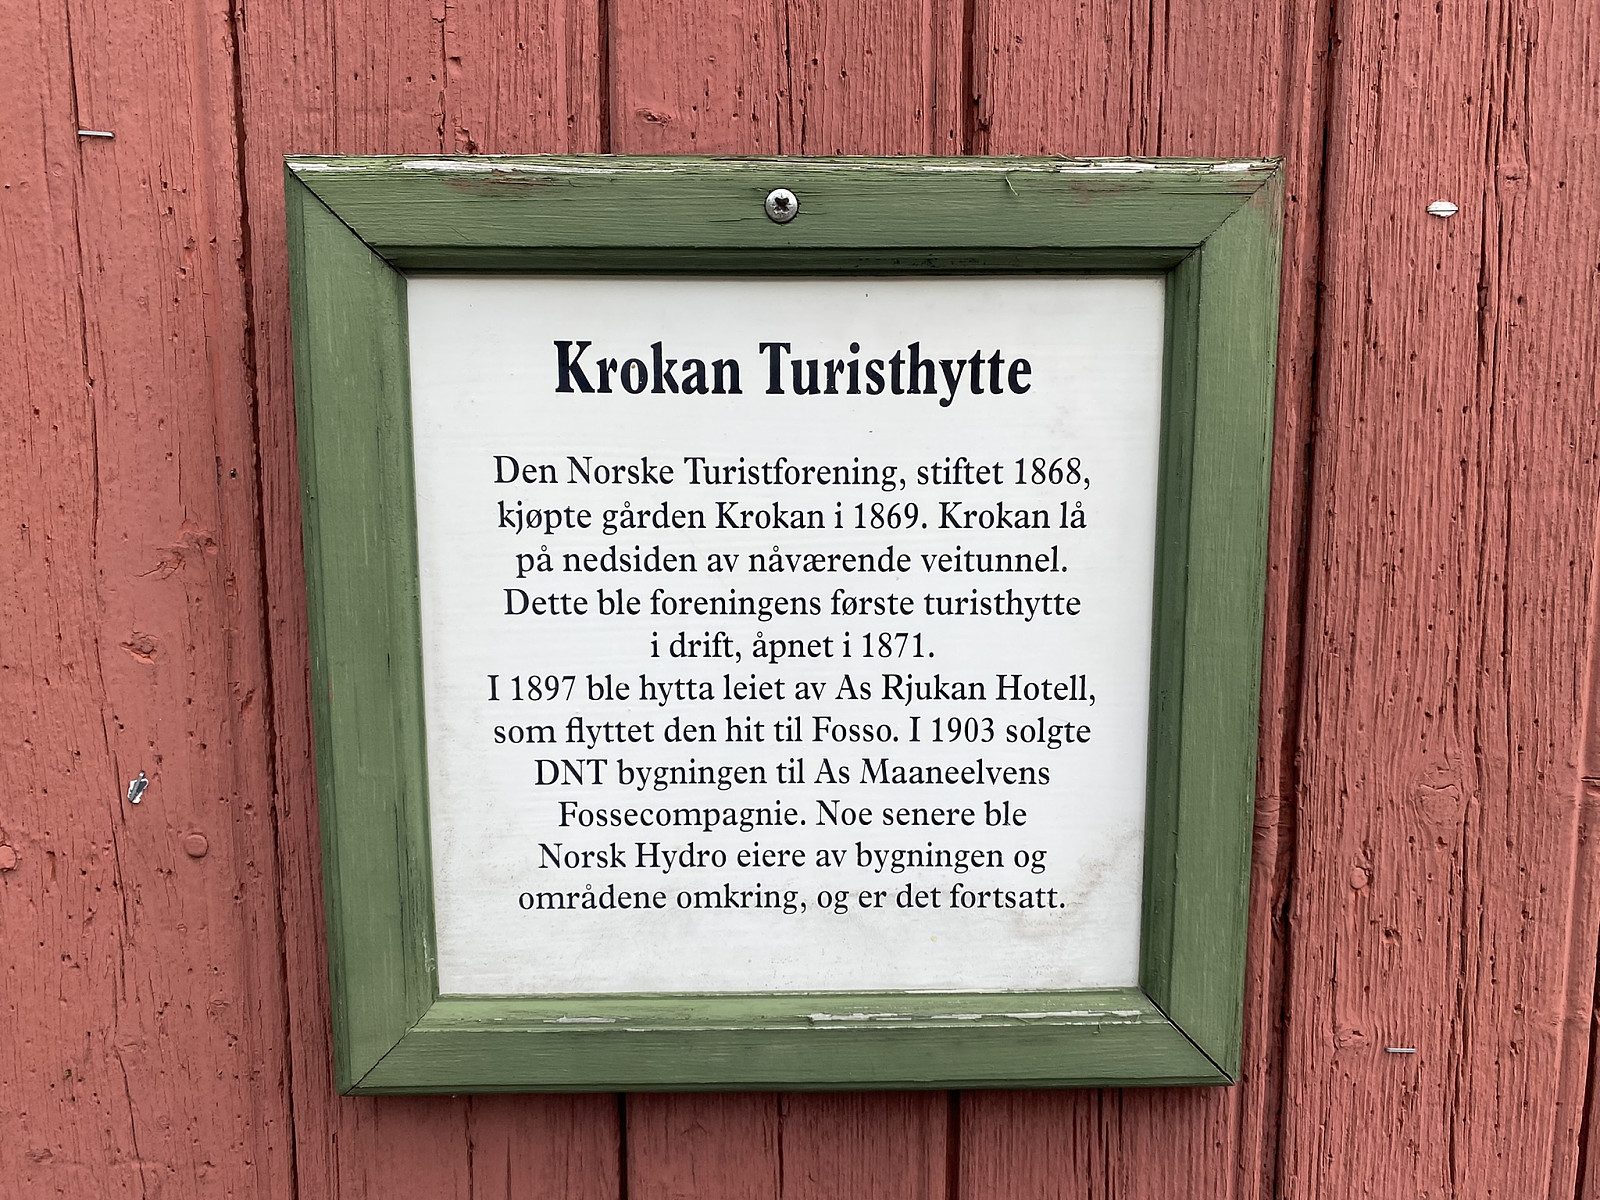 Krokan Turisthytte
Den Norske Turistforening, stiftet 1868,
kjøpte gården Krokan i 1869. Krokan lå
på nedsiden av nåværende veitunnel.
Dette ble foreningens første turisthytte
i drift, åpnet i 1871.
I 1897 ble hytta leiet av As Rjukan Hotell,
som flyttet den hit til Fosso. I 1903 solgte
DNT bygningen til As Maaneelvens
Fossecompagnie. Noe senere ble
Norsk Hydro eiere av bygningen og
områdene omkring, og er det fortsatt.